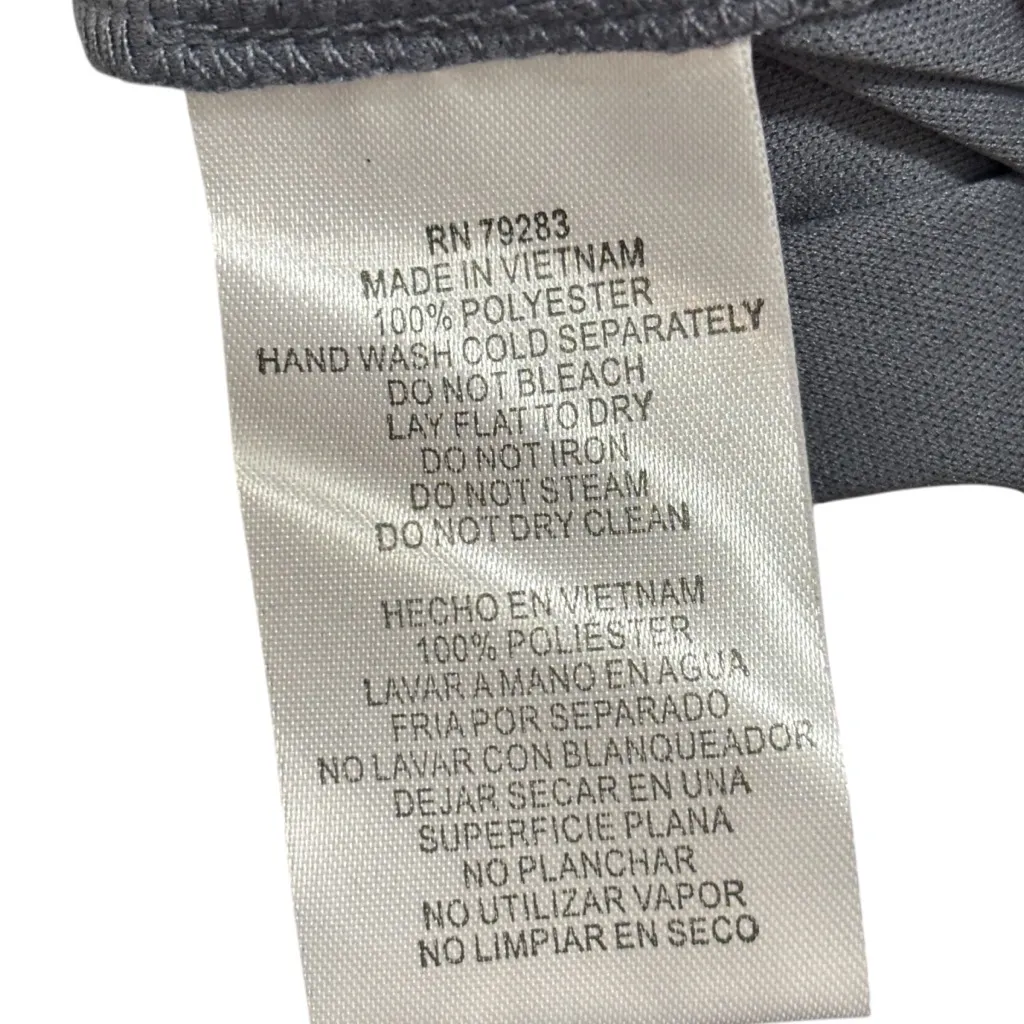 RN 79283
MADE IN VIETNAM
100% POLYESTER
HAND WASH COLD SEPARATELY
DO NOT BLEACH
LAY FLAT TO DRY
DO NOT IRON
DO NOT STEAM
DO NOT DRY CLEAN
HECHO EN VIETNAM
100% POLIESTER
LAVAR A MANO EN AGUA
FRIA POR SEPARADO
NO LAVAR CON BLANQUEADOR
DEJAR SECAR EN UNA
SUPERFICIE PLANA
NO PLANCHAR
NO UTILIZAR VAPOR
NO LIMPIAR EN SECO